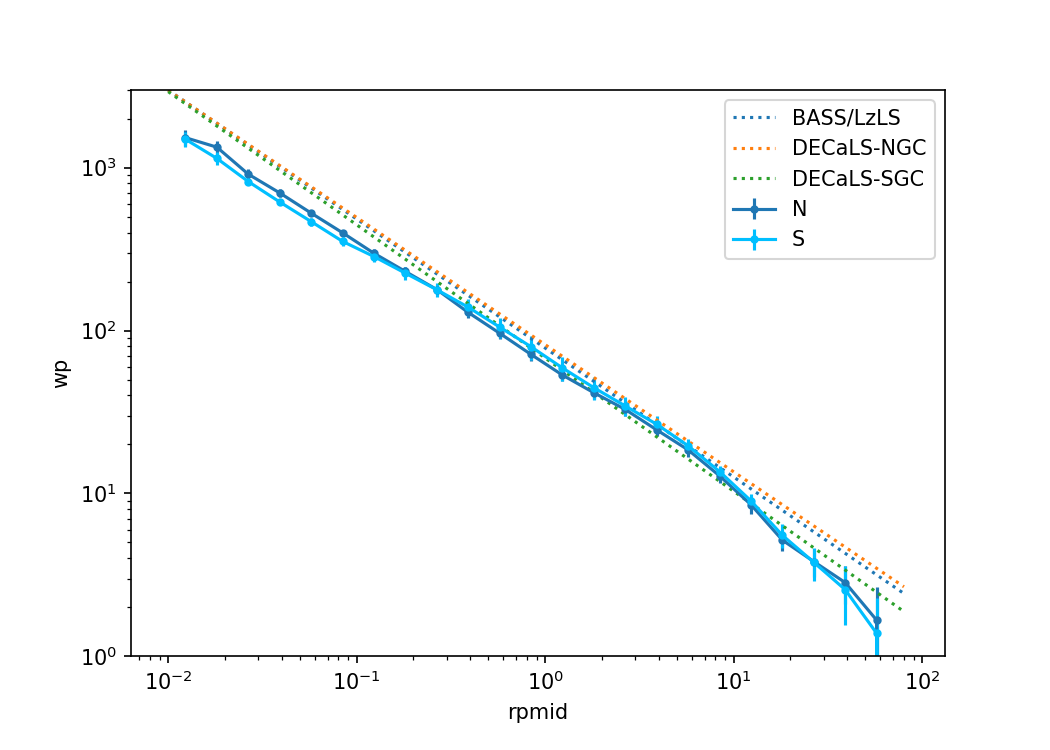 BASS/LzLS
DECaLS-NGC
DECaLS-SGC
N
S
10³
10²
10¹
10⁰
wp
10⁻² 10⁻¹ 10⁰ 10¹ 10²
rpmid